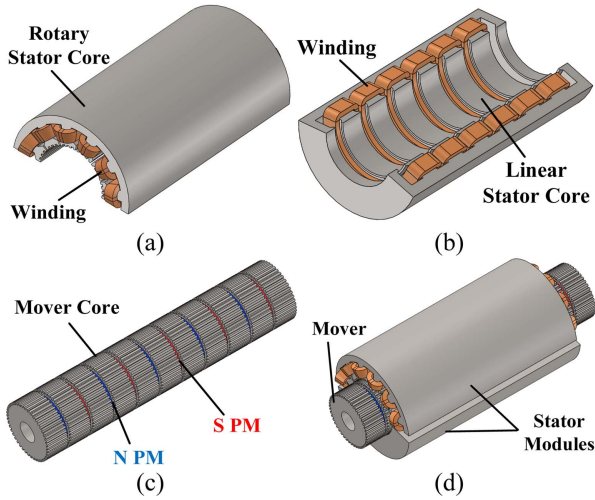 Rotary
Stator Core
Winding
(a)
Winding
Linear
Stator Core
(b)
Mover Core
S PM
N PM
(c)
Mover
Stator
Modules
(d)